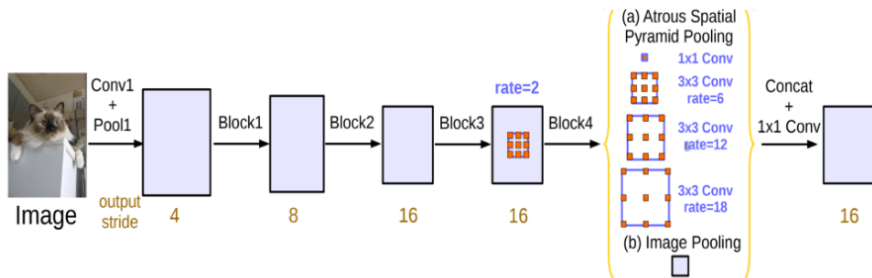 (a) Atrous Spatial
Pyramid Pooling
1x1 Conv
3x3 Conv
rate=6
3x3 Conv
rate=12
3x3 Conv
rate=18
(b) Image Pooling
Conv1
+
Pool1
Block1
Block2
Block3
rate=2
Block4
Concat
+
1x1 Conv
Image
output
stride
4
8
16
16
16